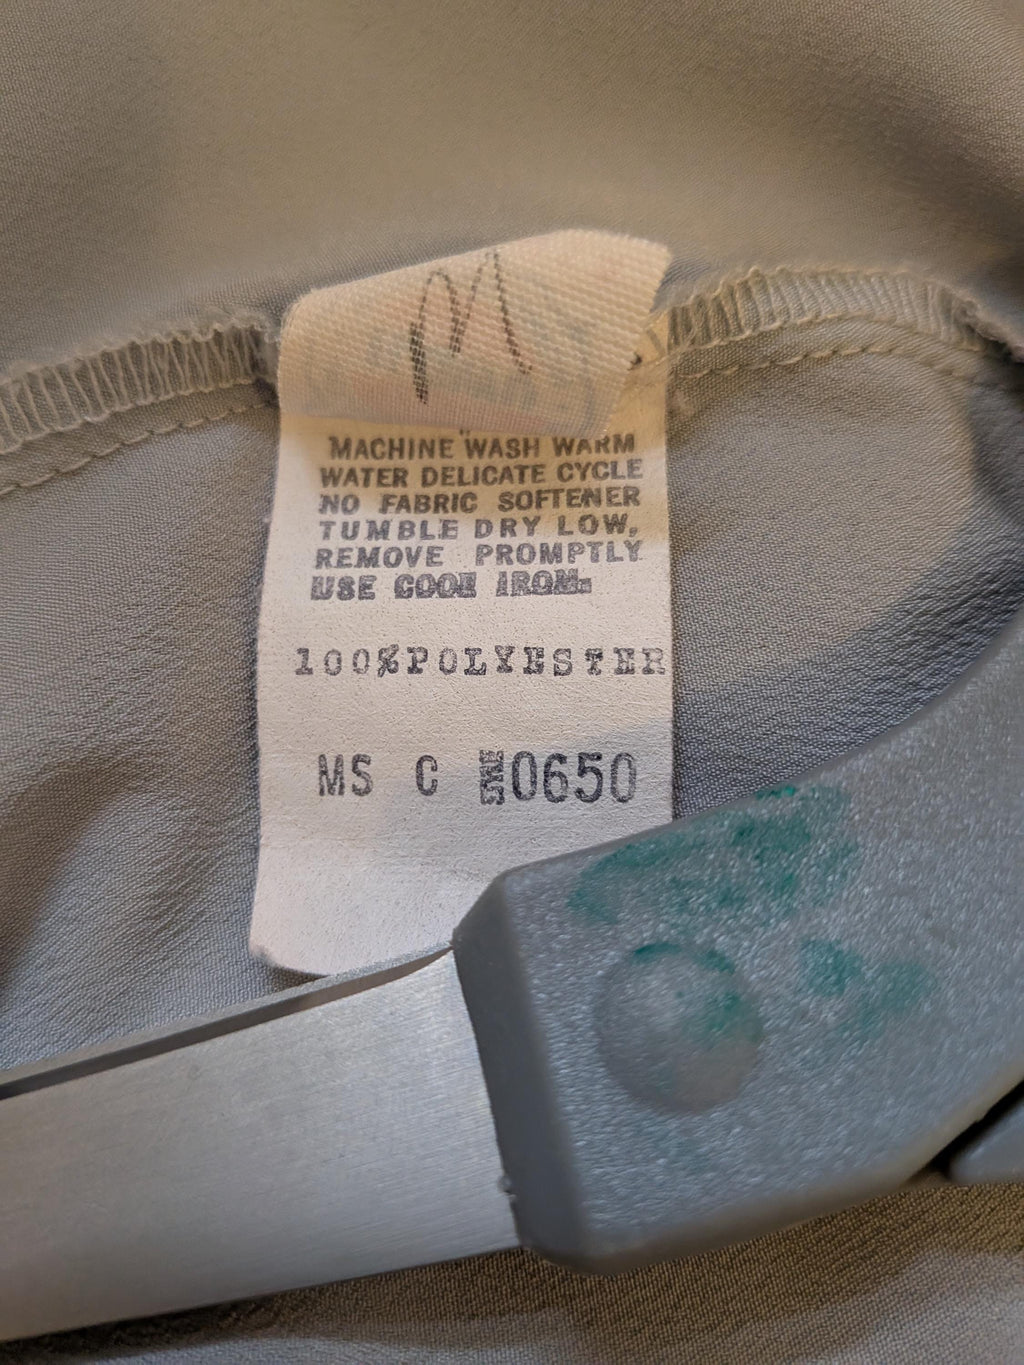 M
MACHINE WASH WARM
WATER DELICATE CYCLE
NO FABRIC SOFTENER
TUMBLE DRY LOW,
REMOVE PROMPTLY
USE COOL IRON.
100%POLYESTER
MS C STYLE 0650